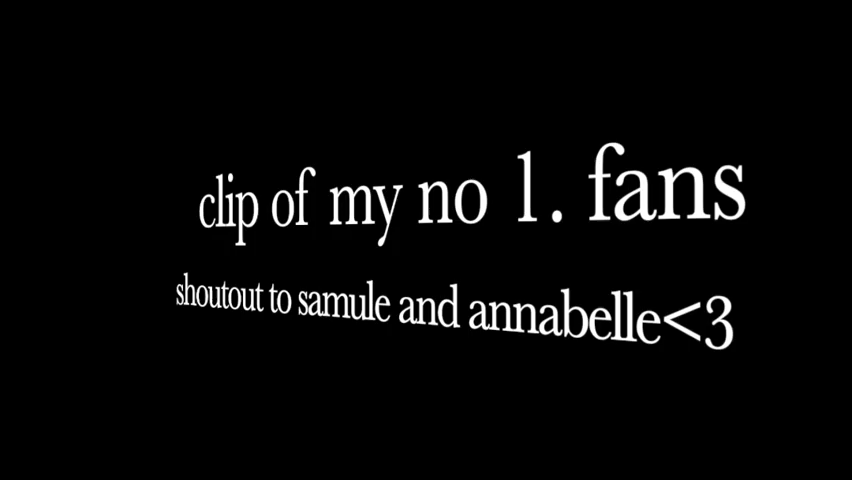 clip of my no 1. fans
shoutout to samule and annabelle<3